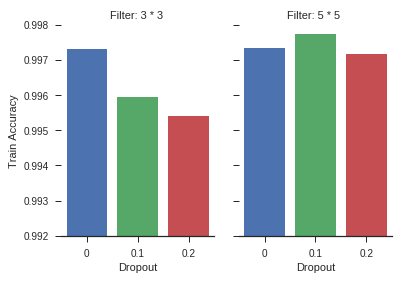 Filter: 3 * 3
Filter: 5 * 5
Train Accuracy
0.998
0.997
0.996
0.995
0.994
0.993
0.992
0
0.1
0.2
0
0.1
0.2
Dropout
Dropout